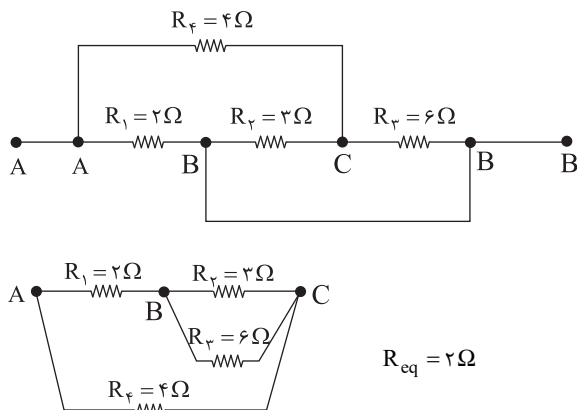 R₄ = ۴Ω
R₁ = ۲Ω R₂ = ۳Ω R₃ = ۶Ω
A A B C B B
R₁ = ۲Ω R₂ = ۳Ω
A B C
R₃ = ۶Ω
R_eq = ۲Ω
R₄ = ۴Ω